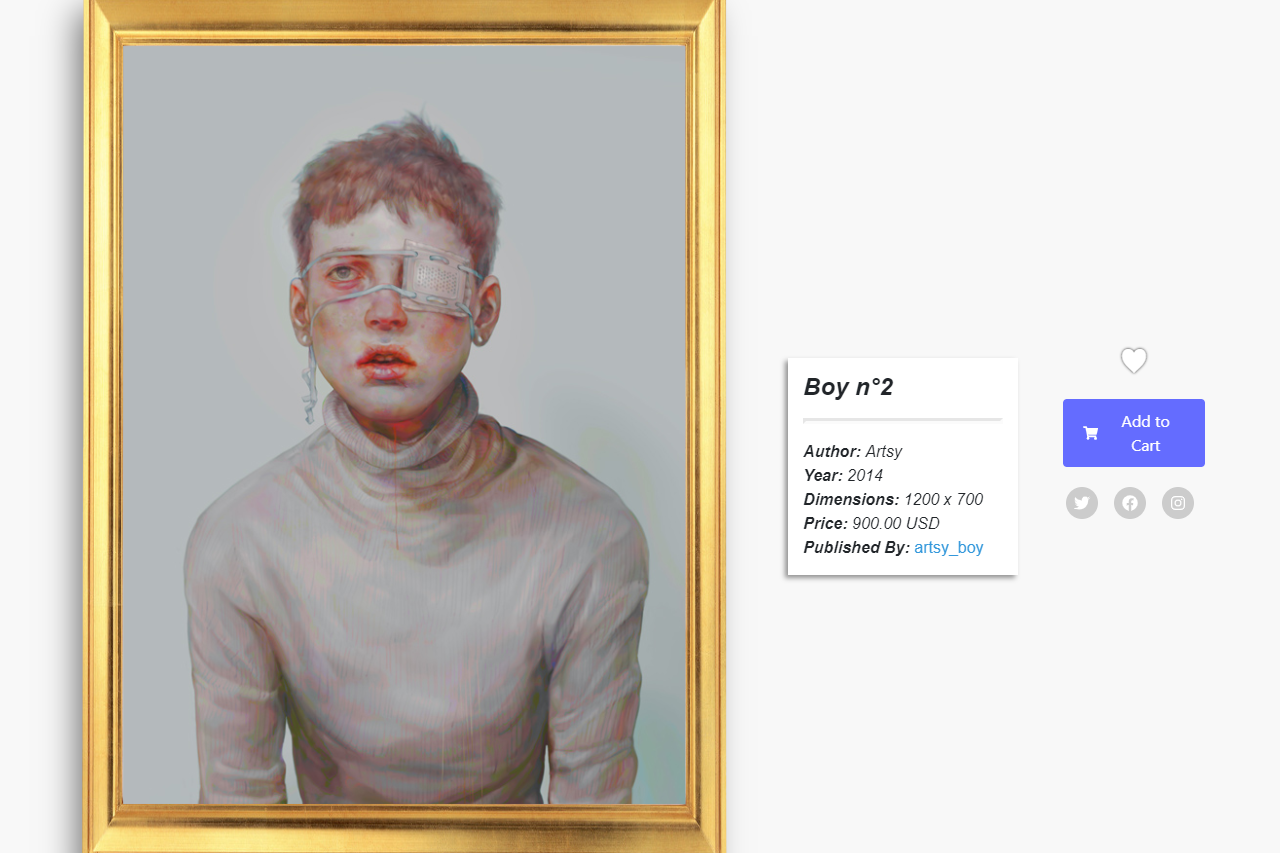 Boy n°2
Author: Artsy
Year: 2014
Dimensions: 1200 x 700
Price: 900.00 USD
Published By: artsy_boy
Add to
Cart